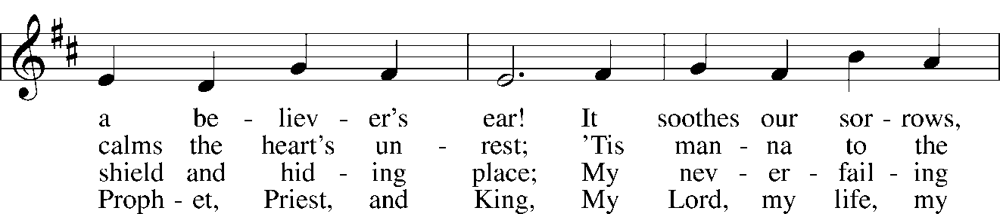 a be - liev - er's ear! It soothes our sor - rows,
calms the heart's un - rest; 'Tis man - na to the
shield and hid - ing place; My nev - er - fail - ing
Proph - et, Priest, and King, My Lord, my life, my